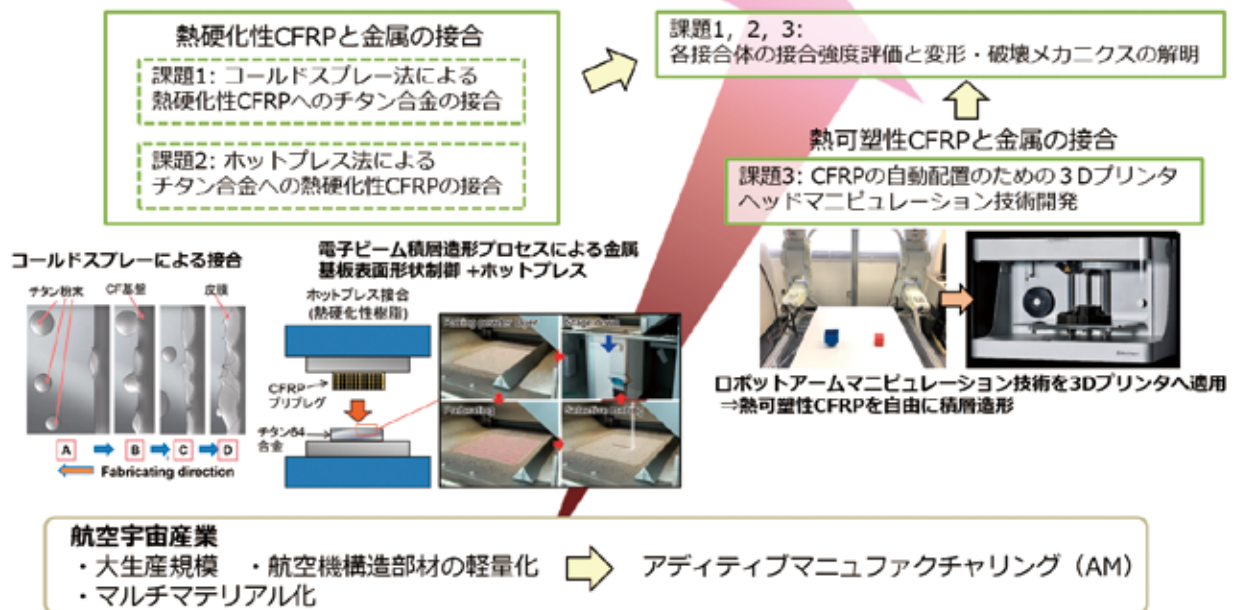 熱硬化性CFRPと金属の接合
課題1: コールドスプレー法による
熱硬化性CFRPへのチタン合金の接合
課題2: ホットプレス法による
チタン合金への熱硬化性CFRPの接合
課題1, 2, 3:
各接合体の接合強度評価と変形・破壊メカニクスの解明
熱可塑性CFRPと金属の接合
課題3: CFRPの自動配置のための３Dプリンタ
ヘッドマニピュレーション技術開発
コールドスプレーによる接合
チタン粉末
CF基盤
皮膜
A
B
C
D
Fabricating direction
電子ビーム積層造形プロセスによる金属
基板表面形状制御 +ホットプレス
ホットプレス接合
(熱硬化性樹脂)
CFRP
プリプレグ
チタン64
合金
Preheating
Selective melting
ロボットアームマニピュレーション技術を3Dプリンタへ適用
⇒熱可塑性CFRPを自由に積層造形
航空宇宙産業
・大生産規模　・航空機構造部材の軽量化
・マルチマテリアル化
アディティブマニュファクチャリング（AM）